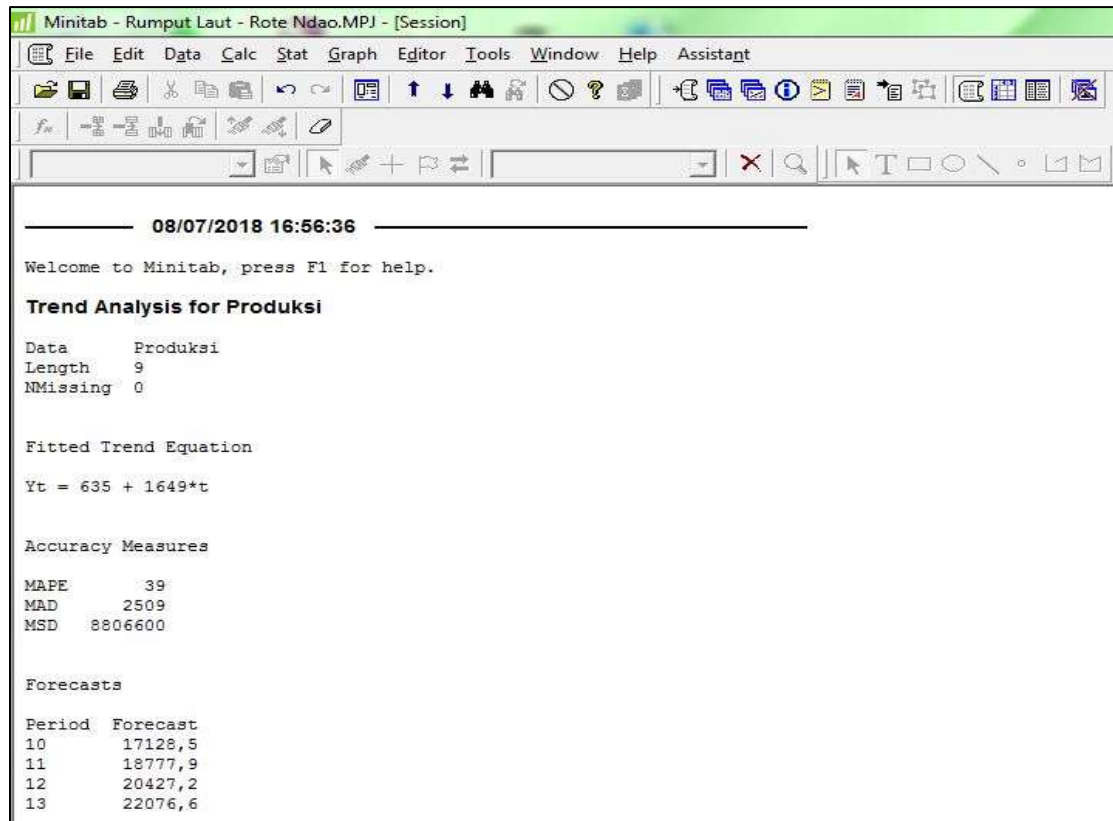 Minitab - Rumput Laut - Rote Ndao.MPJ - [Session]
File Edit Data Calc Stat Graph Editor Tools Window Help Assistant
08/07/2018 16:56:36
Welcome to Minitab, press F1 for help.
Trend Analysis for Produksi
Data Produksi
Length 9
NMissing 0
Fitted Trend Equation
Yt = 635 + 1649*t
Accuracy Measures
MAPE 39
MAD 2509
MSD 8806600
Forecasts
Period Forecast
10 17128,5
11 18777,9
12 20427,2
13 22076,6